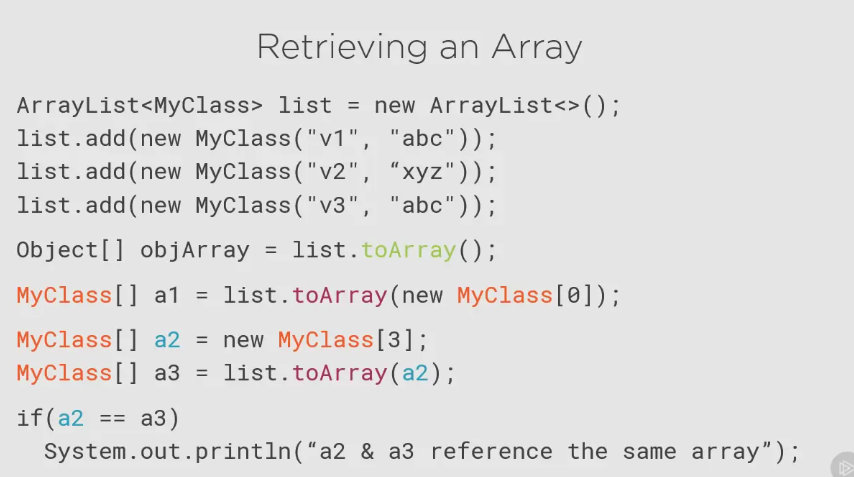 Retrieving an Array
ArrayList<MyClass> list = new ArrayList<>();
list.add(new MyClass("v1", "abc"));
list.add(new MyClass("v2", “xyz"));
list.add(new MyClass("v3", "abc"));
Object[] objArray = list.toArray();
MyClass[] a1 = list.toArray(new MyClass[0]);
MyClass[] a2 = new MyClass[3];
MyClass[] a3 = list.toArray(a2);
if(a2 == a3)
System.out.println(“a2 & a3 reference the same array”);